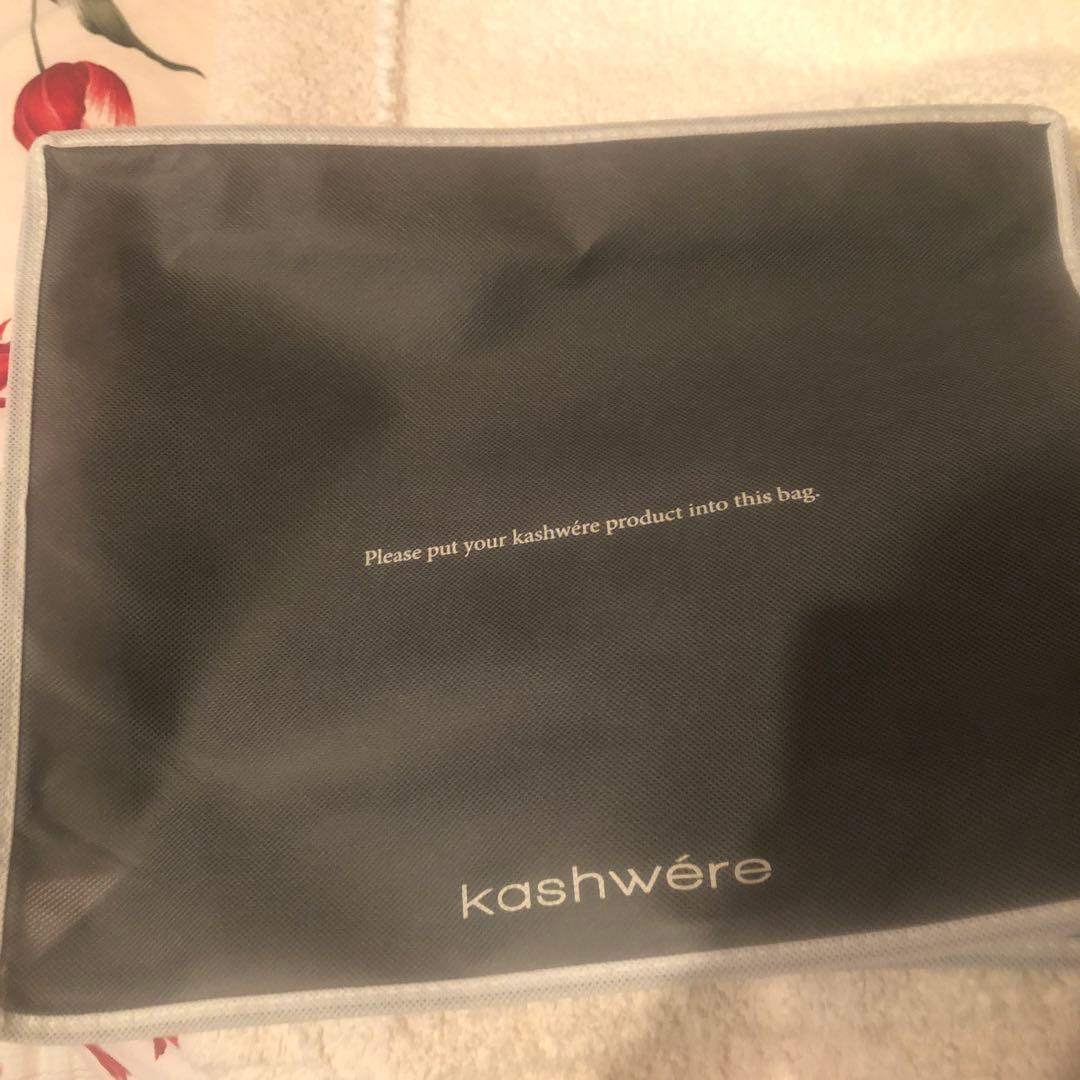 Please put your kashwére product into this bag.
kashwére